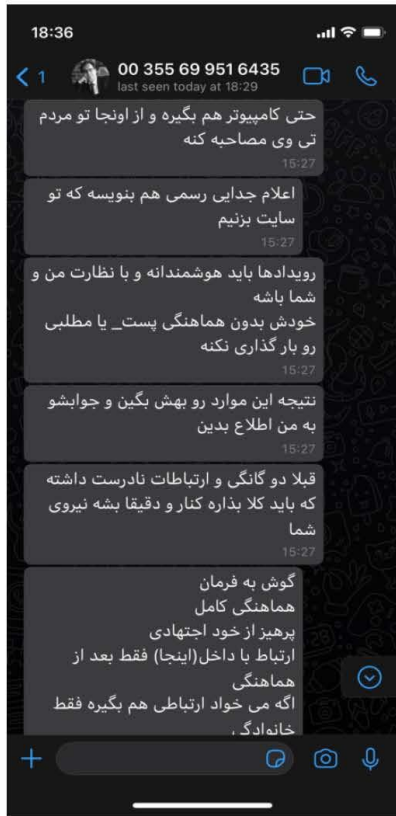 18:36
1
00 355 69 951 6435
last seen today at 18:29
حتی کامپیوتر هم بگیره و از اونجا تو مردم
تی وی مصاحبه کنه
15:27
اعلام جدایی رسمی هم بنویسه که تو
سایت بزنیم
15:27
رویدادها باید هوشمندانه و با نظارت من و
شما باشه
خودش بدون هماهنگی پست_ یا مطلبی
رو بار گذاری نکنه
15:27
نتیجه این موارد رو بهش بگین و جوابشو
به من اطلاع بدین
15:27
قبلا دو گانگی و ارتباطات نادرست داشته
که باید کلا بذاره کنار و دقیقا بشه نیروی
شما
15:27
گوش به فرمان
هماهنگی کامل
پرهیز از خود اجتهادی
ارتباط با داخل(اینجا) فقط بعد از
هماهنگی
اگه می خواد ارتباطی هم بگیره فقط
خانوادگی